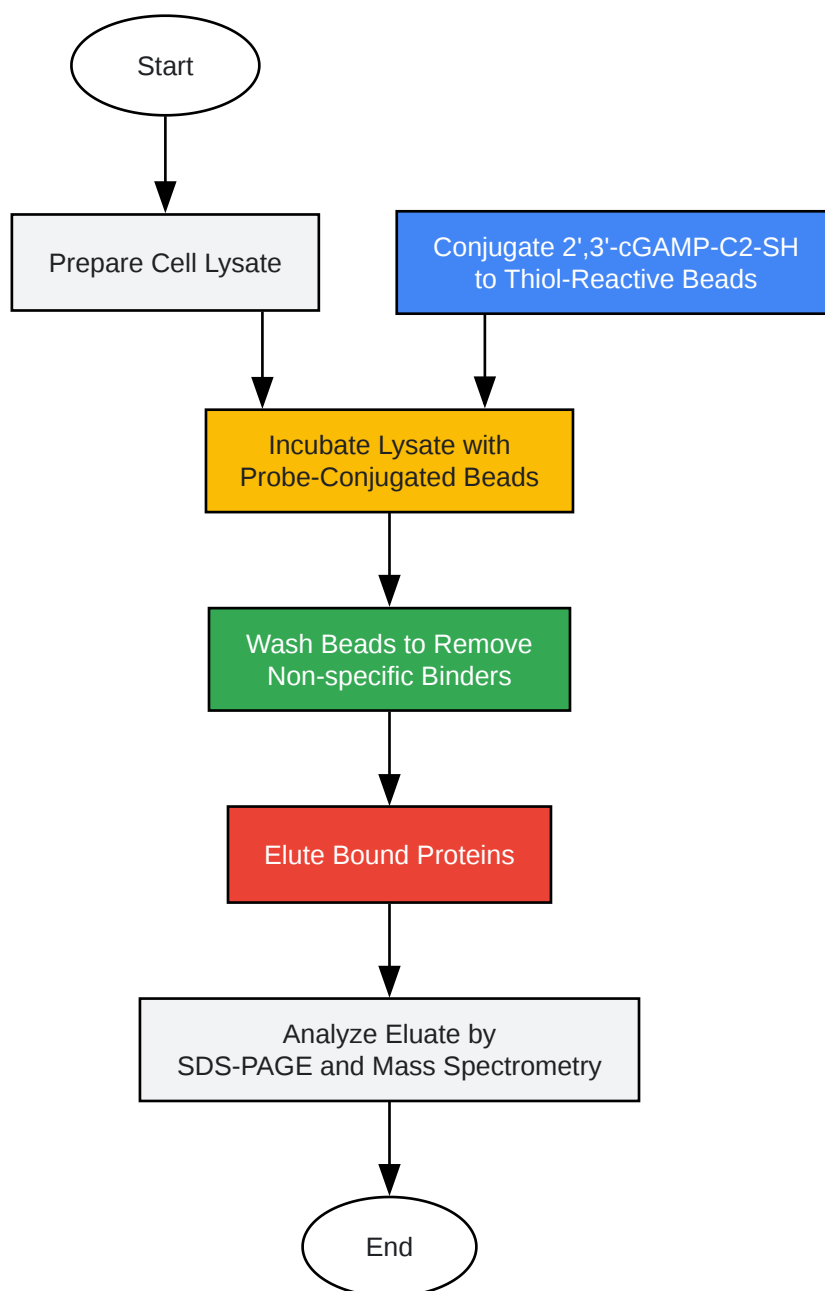 Start
Prepare Cell Lysate
Conjugate 2',3'-cGAMP-C2-SH
to Thiol-Reactive Beads
Incubate Lysate with
Probe-Conjugated Beads
Wash Beads to Remove
Non-specific Binders
Elute Bound Proteins
Analyze Eluate by
SDS-PAGE and Mass Spectrometry
End